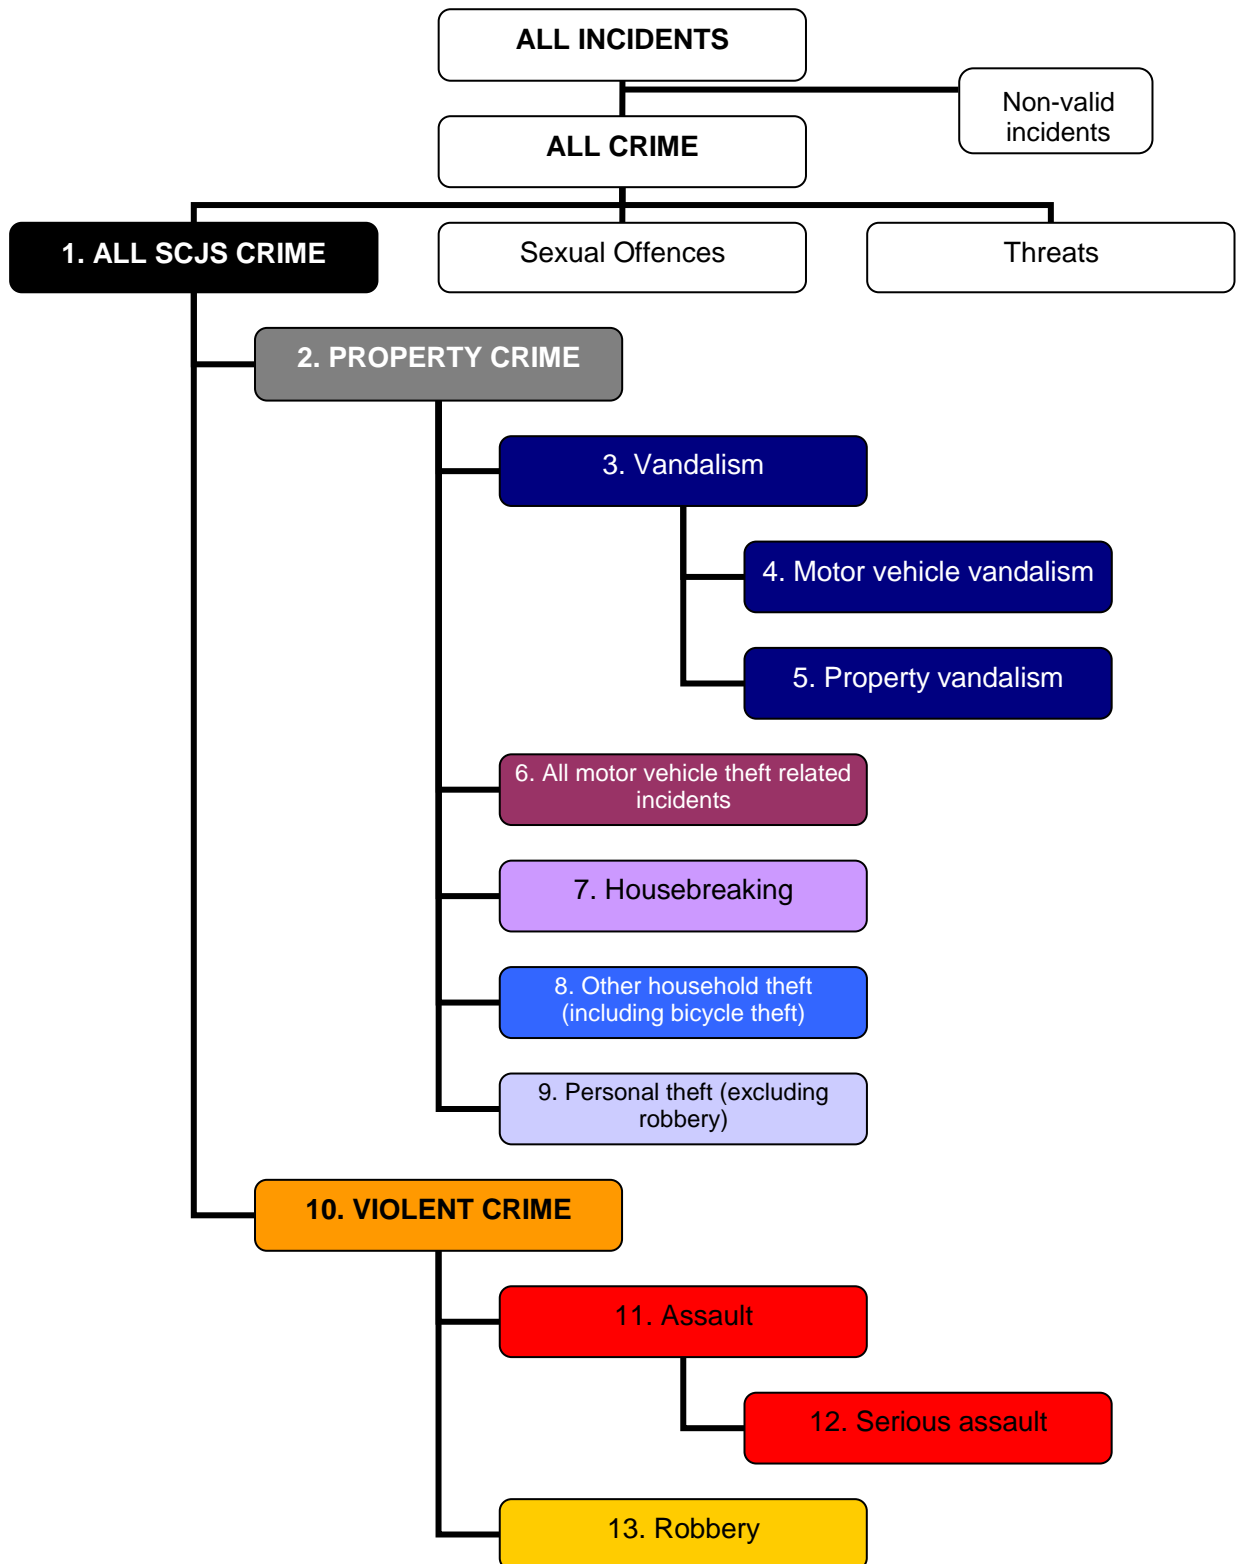 ALL INCIDENTS
Non-valid
incidents
ALL CRIME
1. ALL SCJS CRIME
Sexual Offences
Threats
2. PROPERTY CRIME
3. Vandalism
4. Motor vehicle vandalism
5. Property vandalism
6. All motor vehicle theft related
incidents
7. Housebreaking
8. Other household theft
(including bicycle theft)
9. Personal theft (excluding
robbery)
10. VIOLENT CRIME
11. Assault
12. Serious assault
13. Robbery